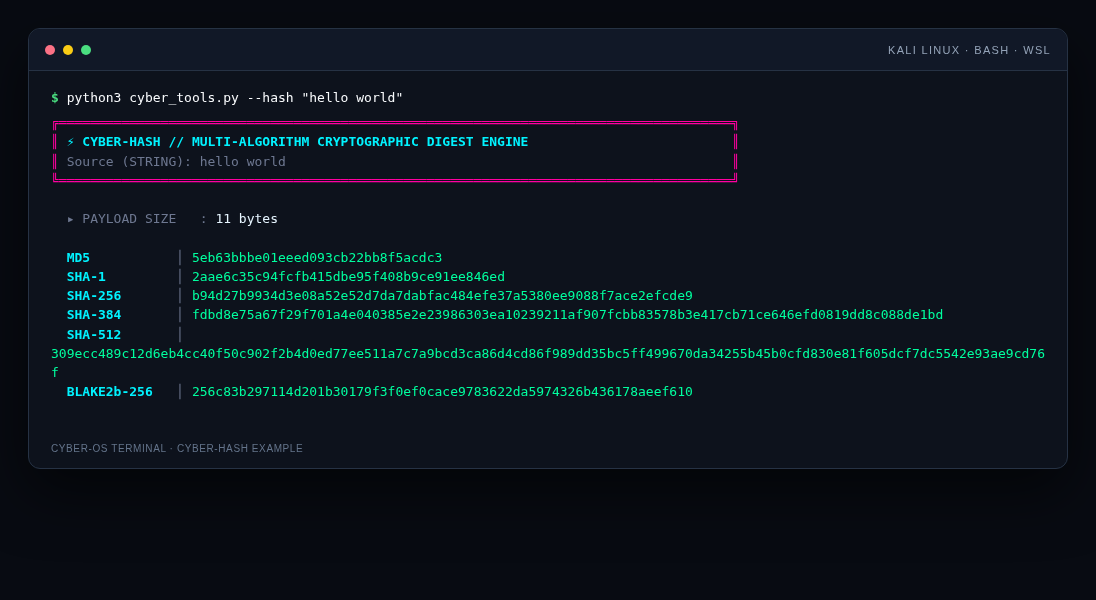 KALI LINUX · BASH · WSL
$ python3 cyber_tools.py --hash "hello world"
⚡ CYBER-HASH // MULTI-ALGORITHM CRYPTOGRAPHIC DIGEST ENGINE
Source (STRING): hello world
▸ PAYLOAD SIZE : 11 bytes
MD5 │ 5eb63bbbe01eeed093cb22bb8f5acdc3
SHA-1 │ 2aae6c35c94fcfb415dbe95f408b9ce91ee846ed
SHA-256 │ b94d27b9934d3e08a52e52d7da7dabfac484efe37a5380ee9088f7ace2efcde9
SHA-384 │ fdbd8e75a67f29f701a4e040385e2e23986303ea10239211af907fcbb83578b3e417cb71ce646efd0819dd8c088de1bd
SHA-512 │
309ecc489c12d6eb4cc40f50c902f2b4d0ed77ee511a7c7a9bcd3ca86d4cd86f989dd35bc5ff499670da34255b45b0cfd830e81f605dcf7dc5542e93ae9cd76
f
BLAKE2b-256 │ 256c83b297114d201b30179f3f0ef0cace9783622da5974326b436178aeef610
CYBER-OS TERMINAL · CYBER-HASH EXAMPLE